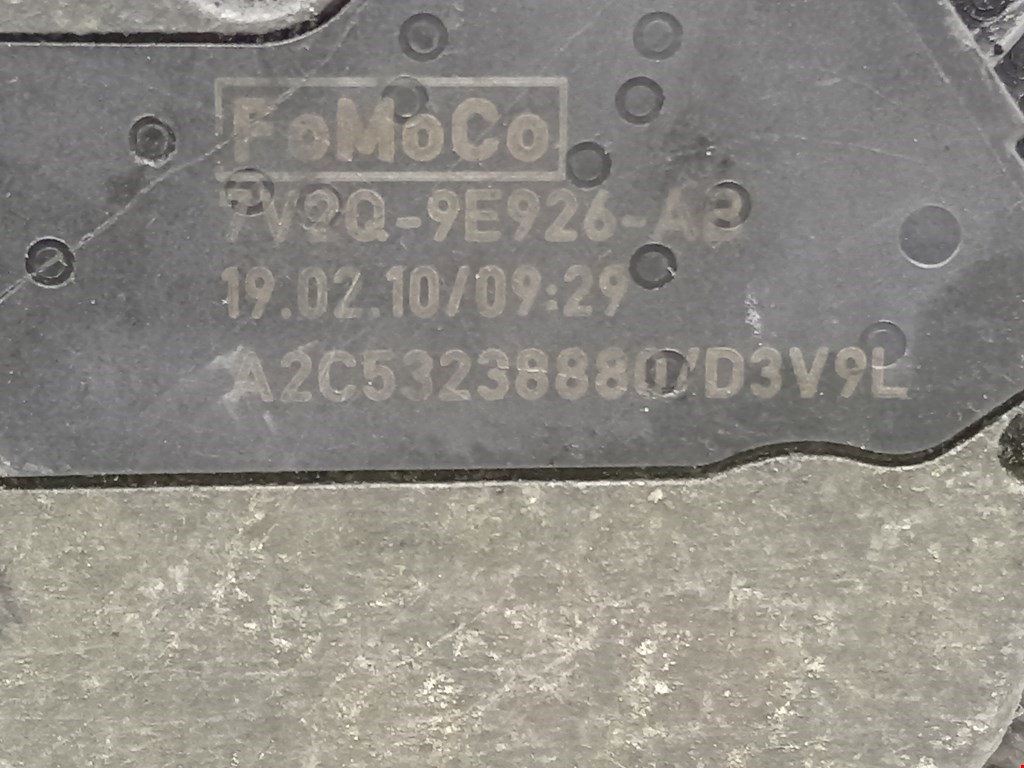 FoMoCo
7V2Q-9E926-AB
19.02.10/09:29
A2C53238880/D3V9L